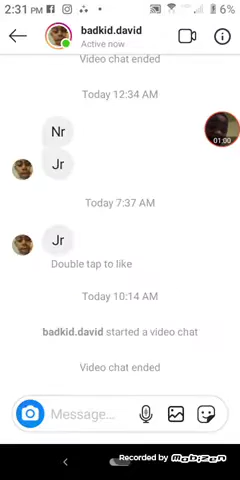 2:31 PM
6%
badkid.david
Active now
Video chat ended
Today 12:34 AM
Nr
01:00
Jr
Today 7:37 AM
Jr
Double tap to like
Today 10:14 AM
badkid.david started a video chat
Video chat ended
Message...
Recorded by Mobizen